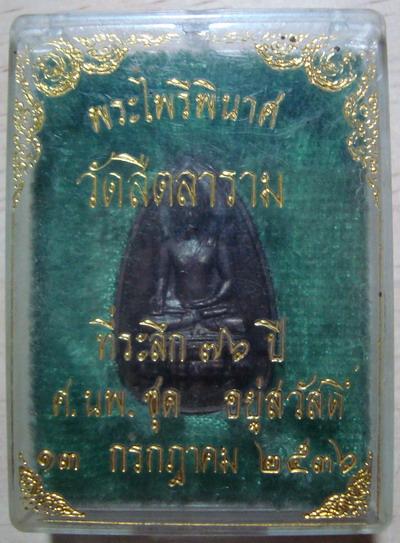 พระไพรีพินาศ
วัดสีตลาราม
ที่ระลึก ๗๖ ปี
ศ.นพ. ชุด อยู่สวัสดิ์
๑๓ กรกฎาคม ๒๕๓๖